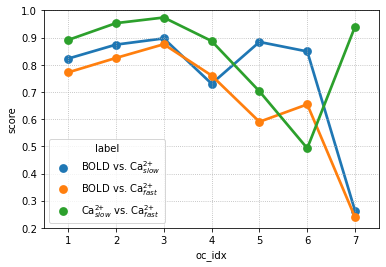 1.0
0.9
0.8
0.7
0.6
0.5
0.4
0.3
0.2
score
label
BOLD vs. Ca²⁺slow
BOLD vs. Ca²⁺fast
Ca²⁺slow vs. Ca²⁺fast
1 2 3 4 5 6 7
oc_idx